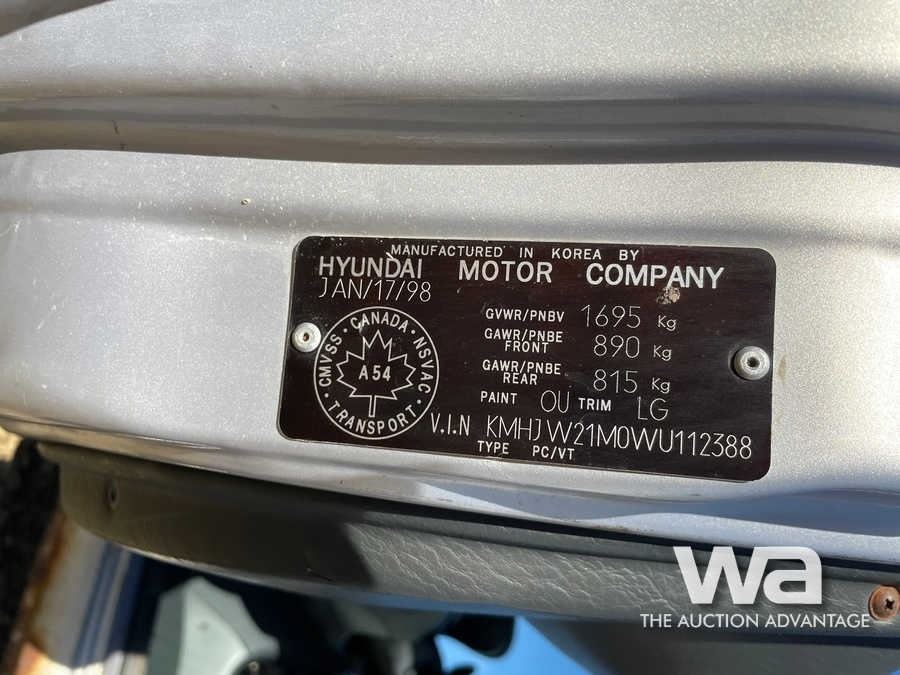 MANUFACTURED IN KOREA BY
HYUNDAI MOTOR COMPANY
JAN/17/98
GVWR/PNBV 1695 Kg
GAWR/PNBE FRONT 890 Kg
GAWR/PNBE REAR 815 Kg
PAINT OU TRIM LG
CMVSS · CANADA · NSVAC · TRANSPORT ·
A 54
V.I.N KMHJW21M0WU112388
TYPE PC/VT
wa
THE AUCTION ADVANTAGE